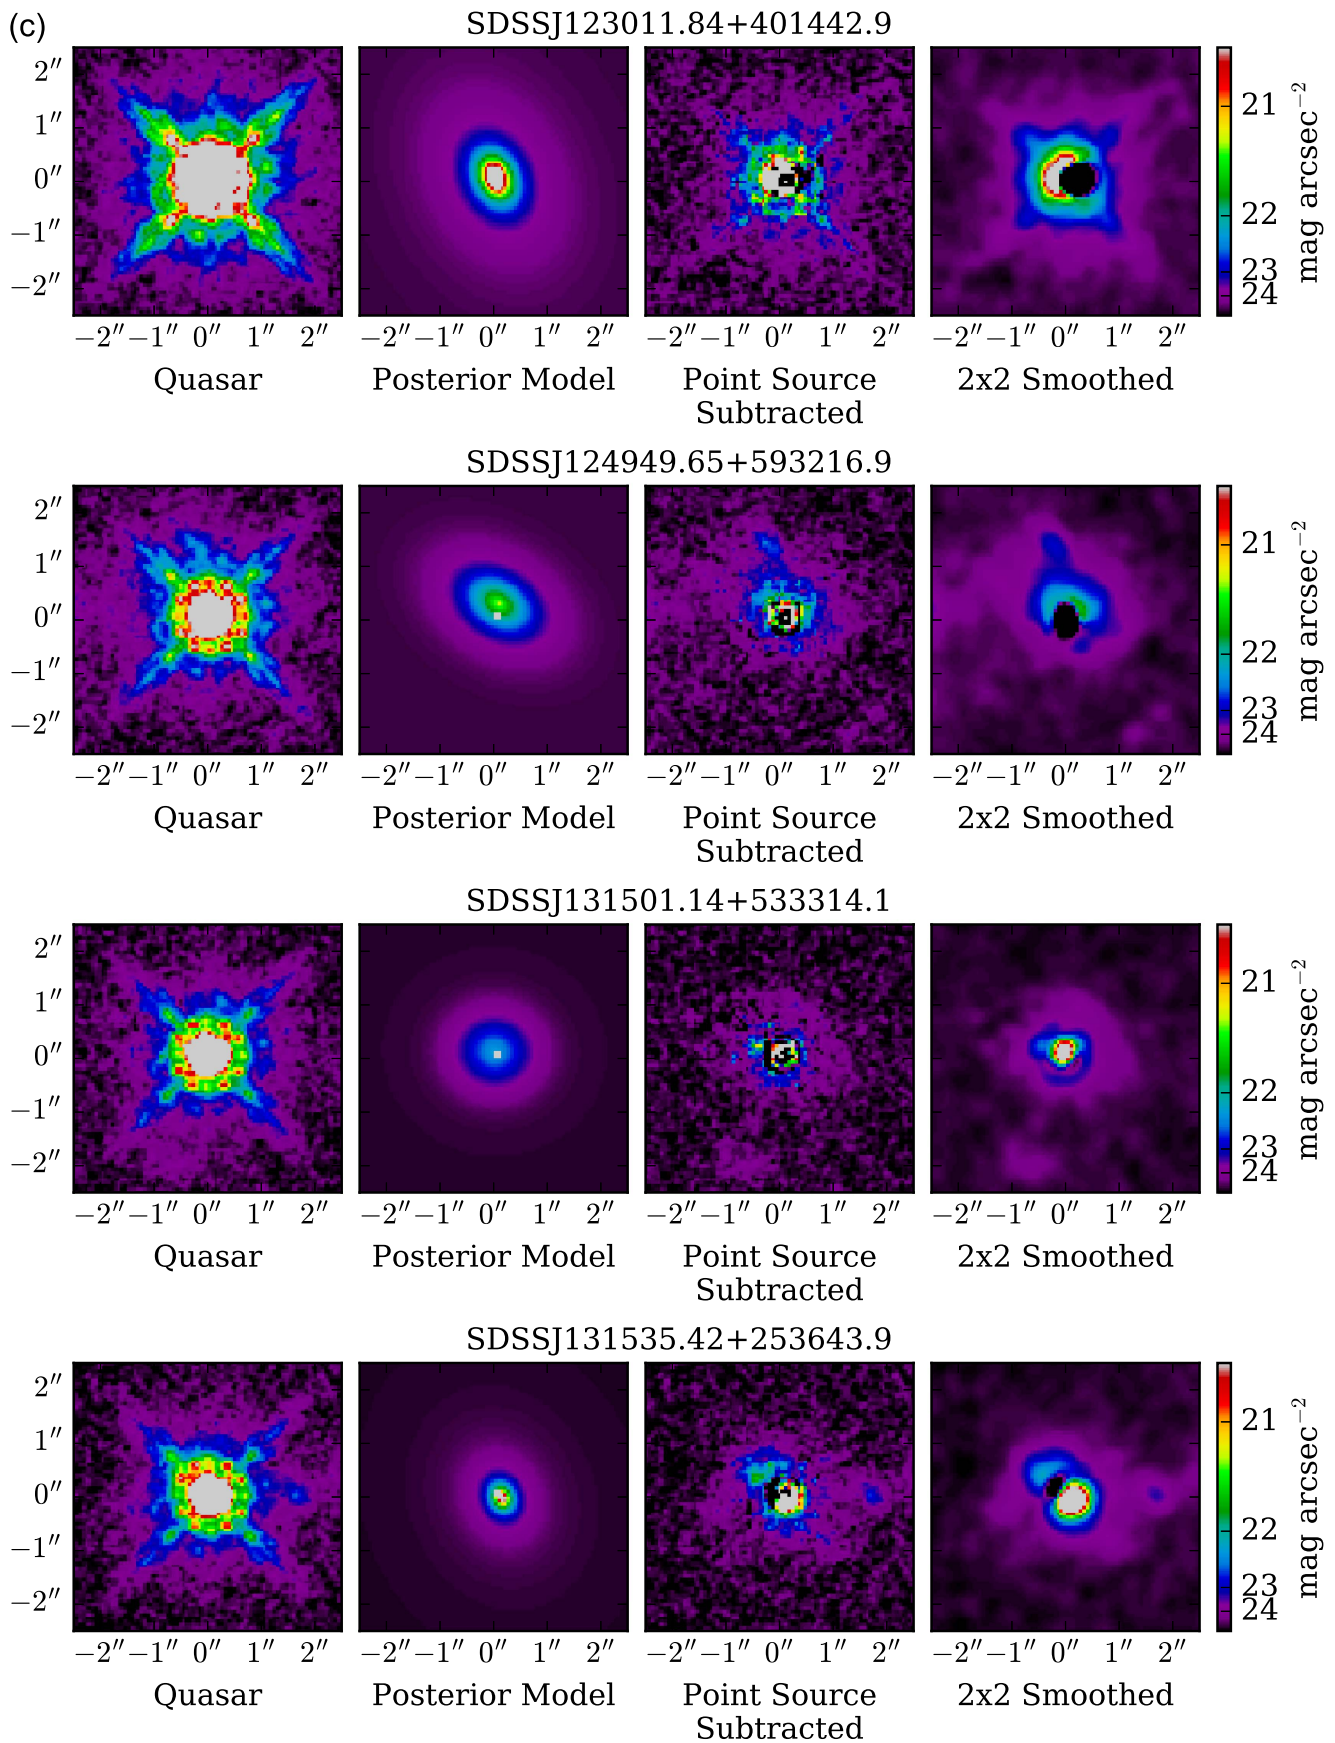 (c)
SDSSJ123011.84+401442.9
2″
1″
0″
−1″
−2″
21
22
23
24
mag arcsec⁻²
−2″ −1″ 0″ 1″ 2″ −2″ −1″ 0″ 1″ 2″ −2″ −1″ 0″ 1″ 2″ −2″ −1″ 0″ 1″ 2″
Quasar Posterior Model Point Source 2x2 Smoothed
Subtracted
SDSSJ124949.65+593216.9
2″
1″
0″
−1″
−2″
21
22
23
24
mag arcsec⁻²
−2″ −1″ 0″ 1″ 2″ −2″ −1″ 0″ 1″ 2″ −2″ −1″ 0″ 1″ 2″ −2″ −1″ 0″ 1″ 2″
Quasar Posterior Model Point Source 2x2 Smoothed
Subtracted
SDSSJ131501.14+533314.1
2″
1″
0″
−1″
−2″
21
22
23
24
mag arcsec⁻²
−2″ −1″ 0″ 1″ 2″ −2″ −1″ 0″ 1″ 2″ −2″ −1″ 0″ 1″ 2″ −2″ −1″ 0″ 1″ 2″
Quasar Posterior Model Point Source 2x2 Smoothed
Subtracted
SDSSJ131535.42+253643.9
2″
1″
0″
−1″
−2″
21
22
23
24
mag arcsec⁻²
−2″ −1″ 0″ 1″ 2″ −2″ −1″ 0″ 1″ 2″ −2″ −1″ 0″ 1″ 2″ −2″ −1″ 0″ 1″ 2″
Quasar Posterior Model Point Source 2x2 Smoothed
Subtracted